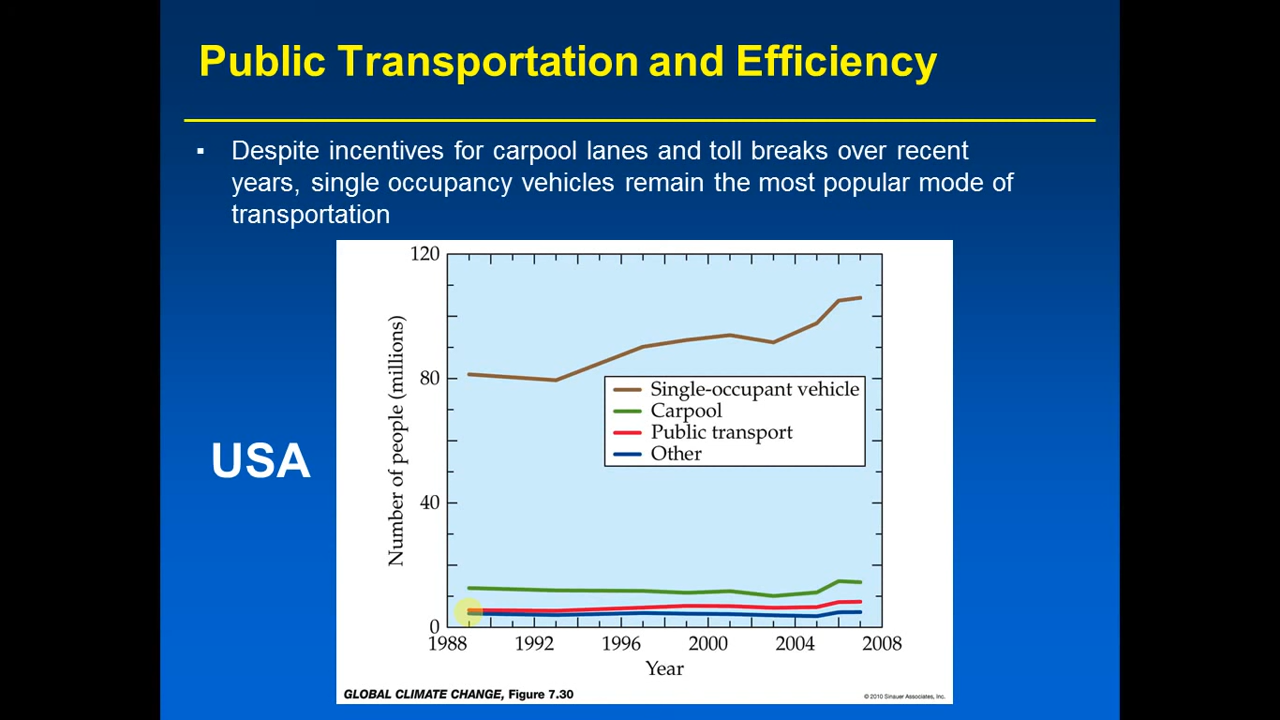 Public Transportation and Efficiency
▪ Despite incentives for carpool lanes and toll breaks over recent
years, single occupancy vehicles remain the most popular mode of
transportation
USA
Number of people (millions)
120
80
40
0
Single-occupant vehicle
Carpool
Public transport
Other
1988 1992 1996 2000 2004 2008
Year
GLOBAL CLIMATE CHANGE, Figure 7.30
© 2010 Sinauer Associates, Inc.